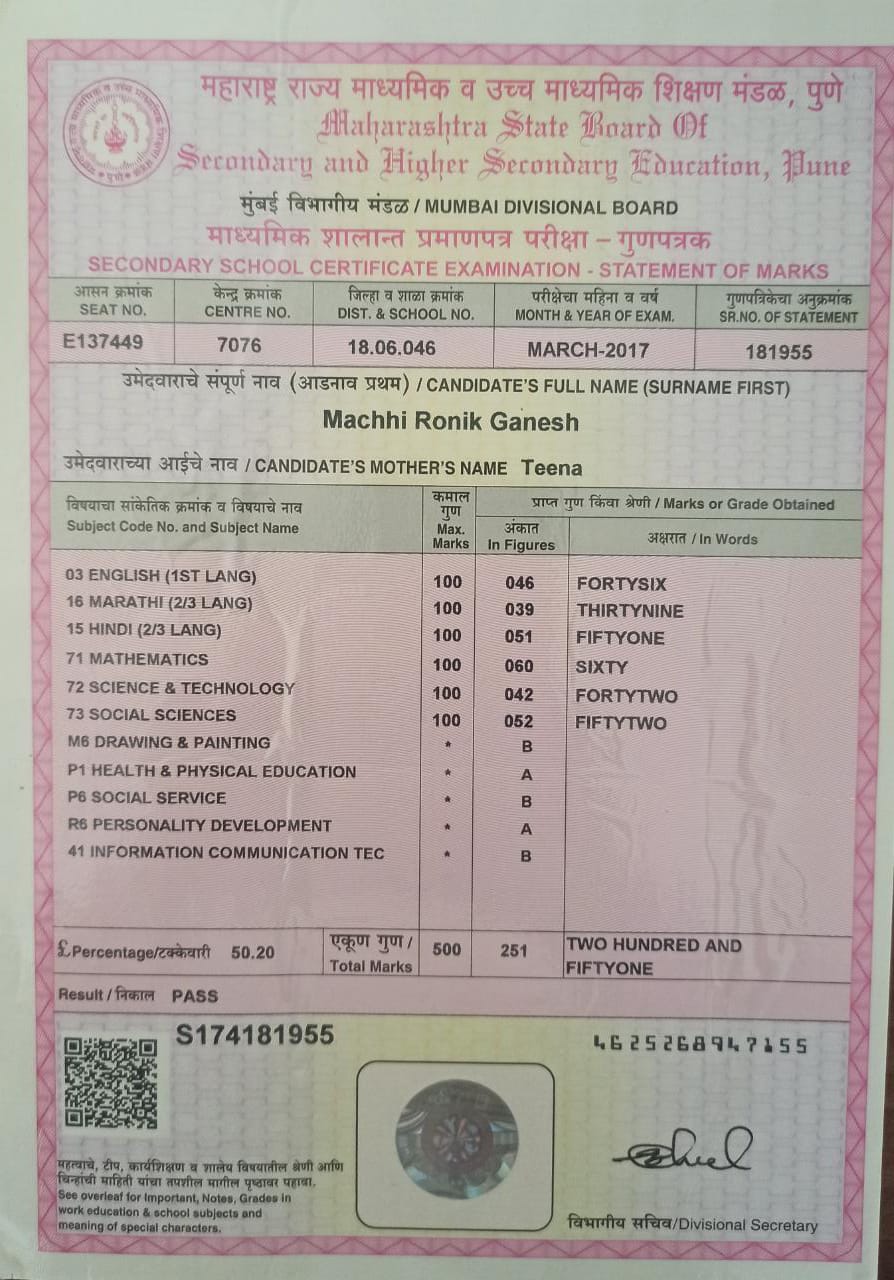 महाराष्ट्र राज्य माध्यमिक व उच्च माध्यमिक शिक्षण मंडळ, पुणे
Maharashtra State Board Of
Secondary and Higher Secondary Education, Pune
मुंबई विभागीय मंडळ / MUMBAI DIVISIONAL BOARD
माध्यमिक शालान्त प्रमाणपत्र परीक्षा – गुणपत्रक
SECONDARY SCHOOL CERTIFICATE EXAMINATION - STATEMENT OF MARKS
आसन क्रमांक केन्द्र क्रमांक जिल्हा व शाळा क्रमांक परीक्षेचा महिना व वर्ष गुणपत्रिकेचा अनुक्रमांक
SEAT NO. CENTRE NO. DIST. & SCHOOL NO. MONTH & YEAR OF EXAM. SR.NO. OF STATEMENT
E137449 7076 18.06.046 MARCH-2017 181955
उमेदवाराचे संपूर्ण नाव (आडनाव प्रथम) / CANDIDATE'S FULL NAME (SURNAME FIRST)
Machhi Ronik Ganesh
उमेदवाराच्या आईचे नाव / CANDIDATE'S MOTHER'S NAME Teena
विषयाचा सांकेतिक क्रमांक व विषयाचे नाव
Subject Code No. and Subject Name
कमाल
गुण
Max.
Marks
प्राप्त गुण किंवा श्रेणी / Marks or Grade Obtained
अंकात
In Figures
अक्षरात / In Words
03 ENGLISH (1ST LANG) 100 046 FORTYSIX
16 MARATHI (2/3 LANG) 100 039 THIRTYNINE
15 HINDI (2/3 LANG) 100 051 FIFTYONE
71 MATHEMATICS 100 060 SIXTY
72 SCIENCE & TECHNOLOGY 100 042 FORTYTWO
73 SOCIAL SCIENCES 100 052 FIFTYTWO
M6 DRAWING & PAINTING * B
P1 HEALTH & PHYSICAL EDUCATION * A
P6 SOCIAL SERVICE * B
R6 PERSONALITY DEVELOPMENT * A
41 INFORMATION COMMUNICATION TEC * B
£ Percentage/टक्केवारी 50.20 एकूण गुण / Total Marks 500 251 TWO HUNDRED AND
FIFTYONE
Result / निकाल PASS
S174181955
4625268947155
महत्वाचे, टीप, कार्यशिक्षण व शालेय विषयातील श्रेणी आणि
चिन्हांची माहिती यांचा तपशील मागील पृष्ठावर पहावा.
See overleaf for Important, Notes, Grades in
work education & school subjects and
meaning of special characters.
विभागीय सचिव/Divisional Secretary